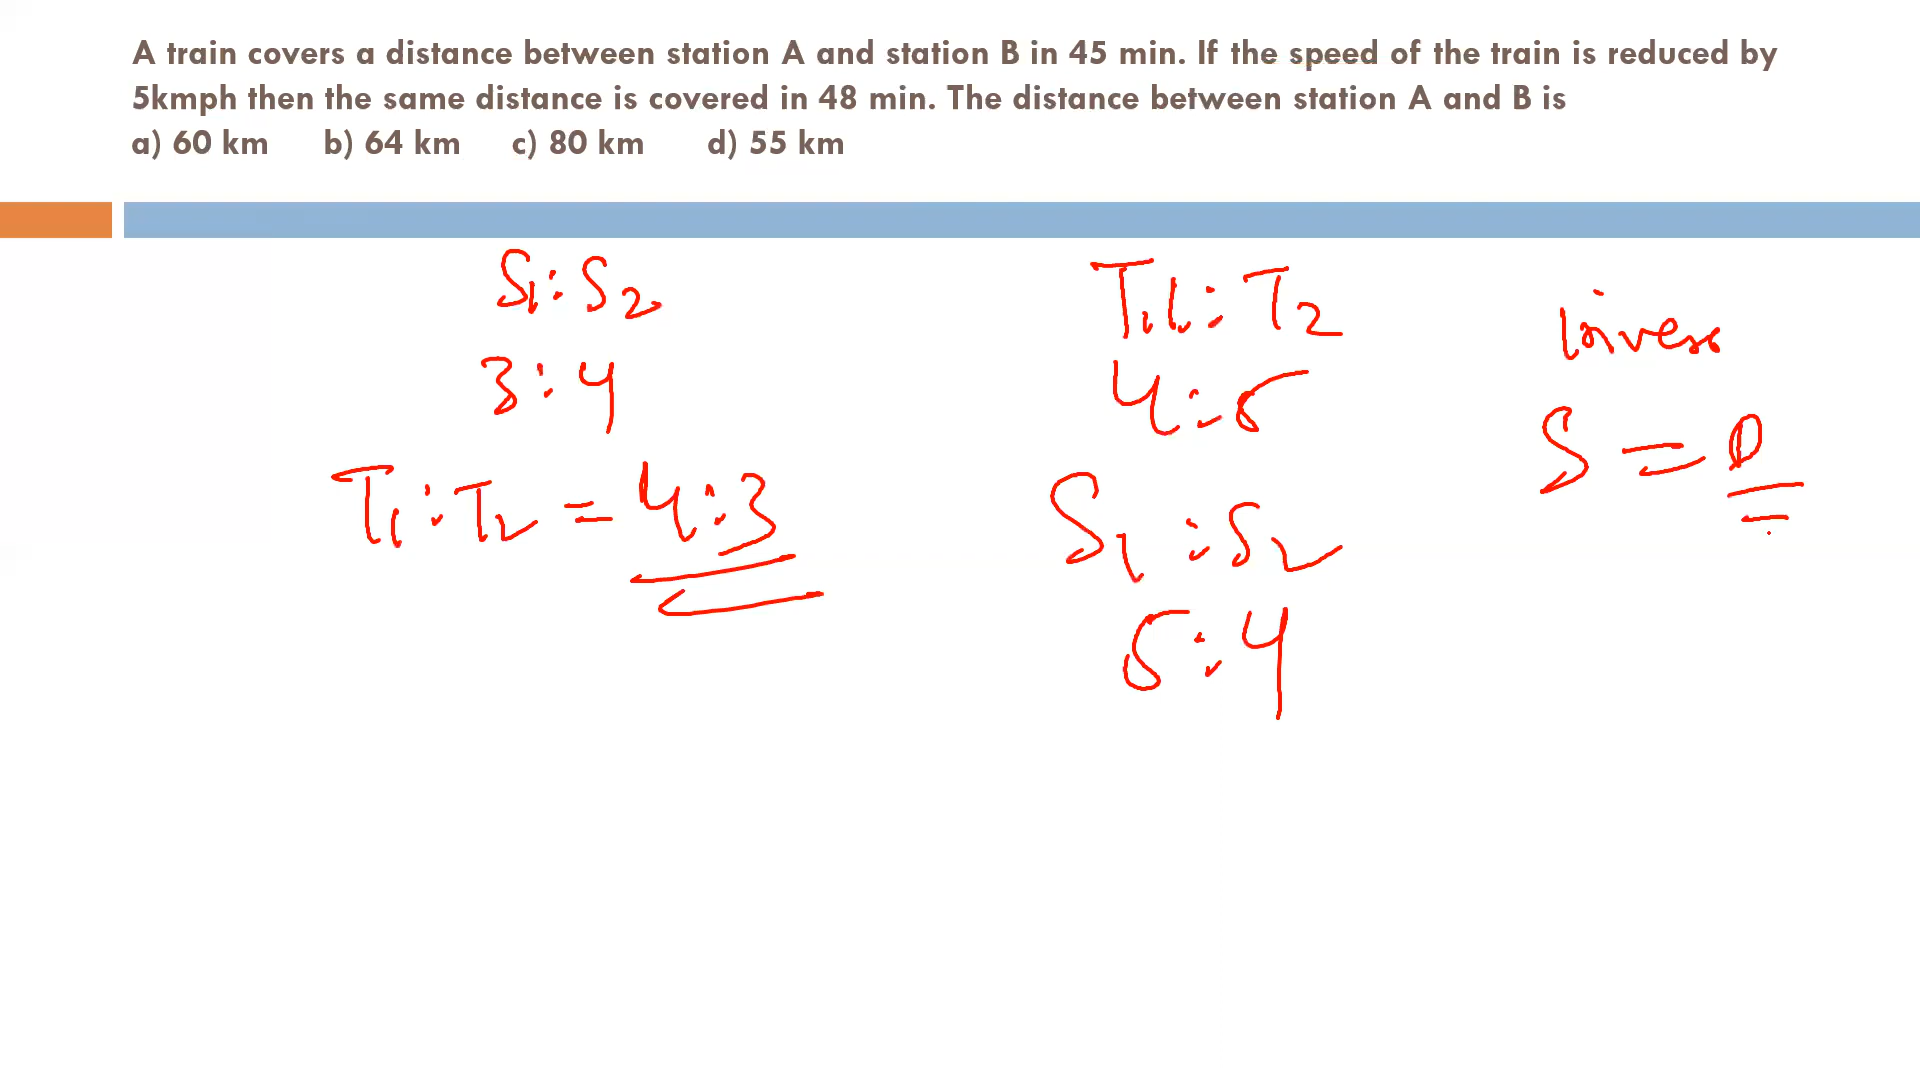 A train covers a distance between station A and station B in 45 min. If the speed of the train is reduced by
5kmph then the same distance is covered in 48 min. The distance between station A and B is
a) 60 km b) 64 km c) 80 km d) 55 km
S1 : S2
3 : 4
T1 : T2 = 4 : 3
T1 : T2
4 : 5
S1 : S2
5 : 4
S = D